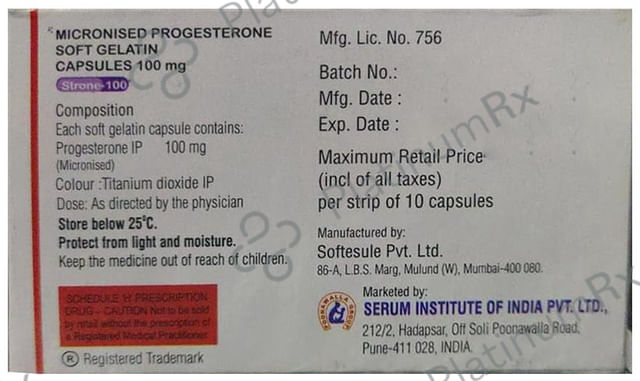 Rx MICRONISED PROGESTERONE
SOFT GELATIN
CAPSULES 100 mg
Strone-100
Composition
Each soft gelatin capsule contains:
Progesterone IP 100 mg
(Micronised)
Colour :Titanium dioxide IP
Dose: As directed by the physician
Store below 25°C.
Protect from light and moisture.
Keep the medicine out of reach of children.
SCHEDULE H PRESCRIPTION
DRUG - CAUTION Not to be sold
by retail without the prescription of
a Registered Medical Practitioner
® Registered Trademark
Mfg. Lic. No. 756
Batch No.:
Mfg. Date :
Exp. Date :
Maximum Retail Price
(incl of all taxes)
per strip of 10 capsules
Manufactured by:
Softesule Pvt. Ltd.
86-A, L.B.S. Marg, Mulund (W), Mumbai-400 080.
Marketed by:
POONAWALLA GROUP
SERUM INSTITUTE OF INDIA PVT. LTD.,
212/2, Hadapsar, Off Soli Poonawalla Road,
Pune-411 028, INDIA.
PlatinumRx